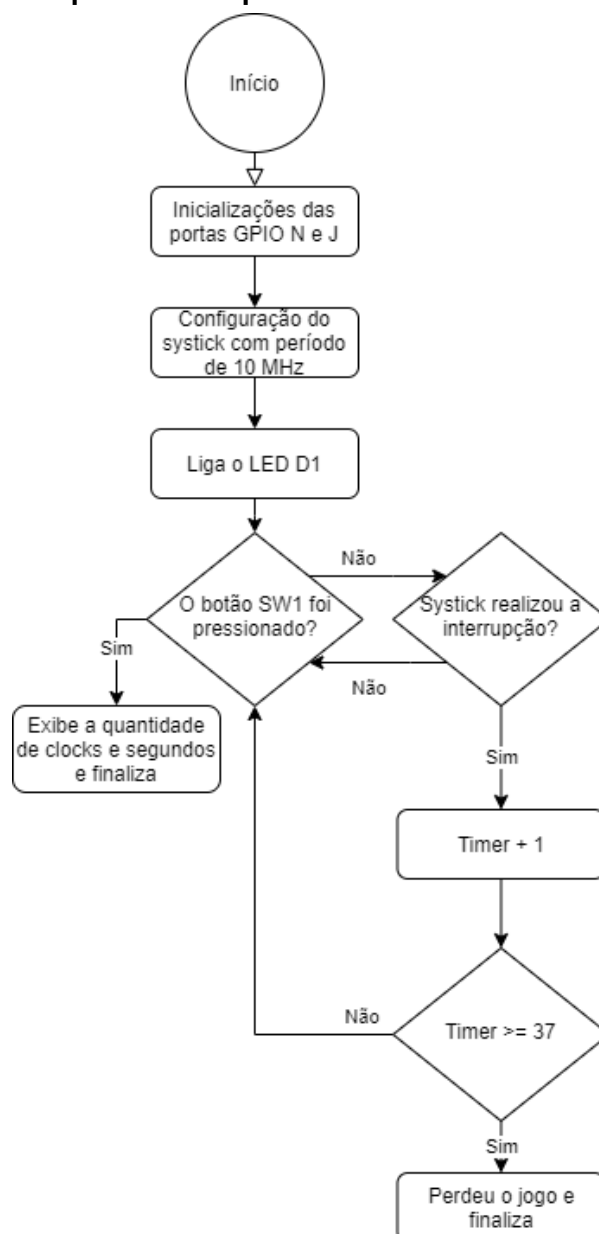 Início
Inicializações das
portas GPIO N e J
Configuração do
systick com período
de 10 MHz
Liga o LED D1
Não
O botão SW1 foi
pressionado?
Systick realizou a
interrupção?
Não
Sim
Exibe a quantidade
de clocks e segundos
e finaliza
Sim
Timer + 1
Não
Timer >= 37
Sim
Perdeu o jogo e
finaliza